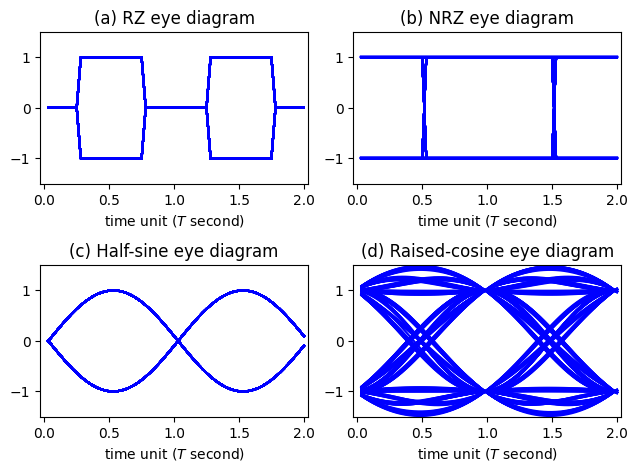 (a) RZ eye diagram
1
0
−1
0.0 0.5 1.0 1.5 2.0
time unit (T second)
(b) NRZ eye diagram
1
0
−1
0.0 0.5 1.0 1.5 2.0
time unit (T second)
(c) Half-sine eye diagram
1
0
−1
0.0 0.5 1.0 1.5 2.0
time unit (T second)
(d) Raised-cosine eye diagram
1
0
−1
0.0 0.5 1.0 1.5 2.0
time unit (T second)